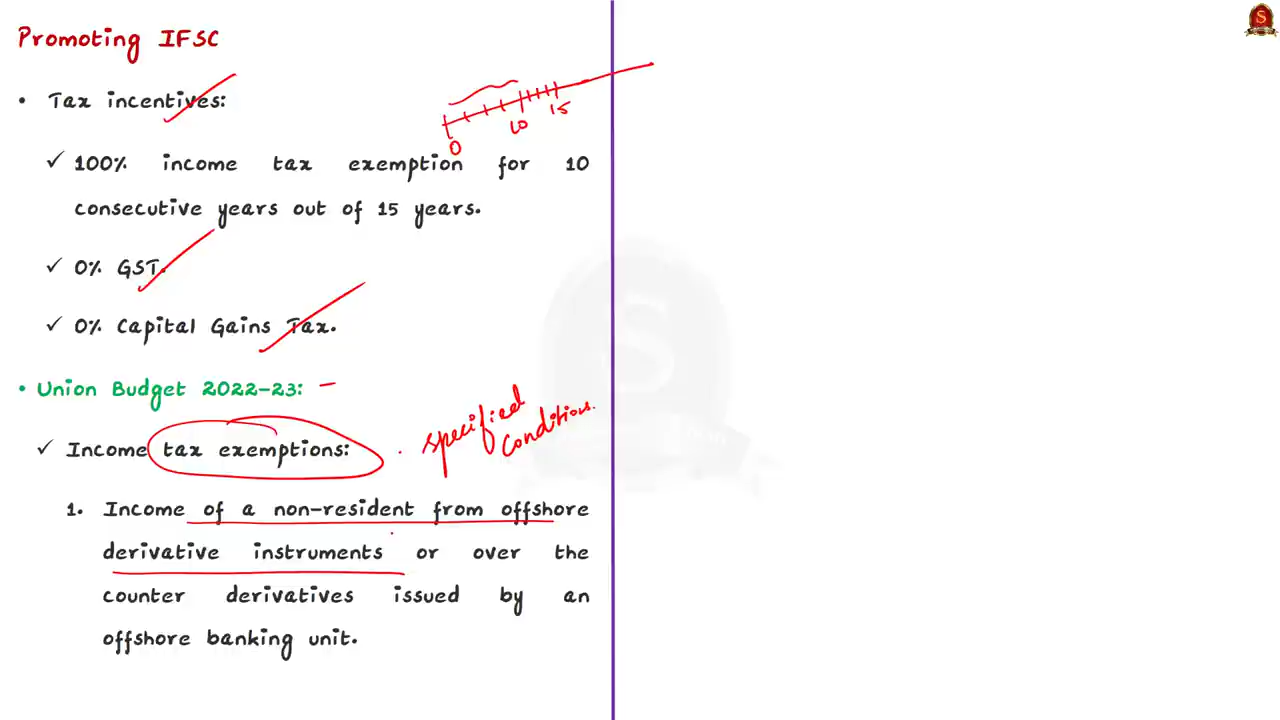 Promoting IFSC
• Tax incentives:
0
10
15
✓ 100% income tax exemption for 10
consecutive years out of 15 years.
✓ 0% GST.
✓ 0% Capital Gains Tax.
• Union Budget 2022-23:
✓ Income tax exemptions:
specified
conditions.
1. Income of a non-resident from offshore
derivative instruments or over the
counter derivatives issued by an
offshore banking unit.
S
S